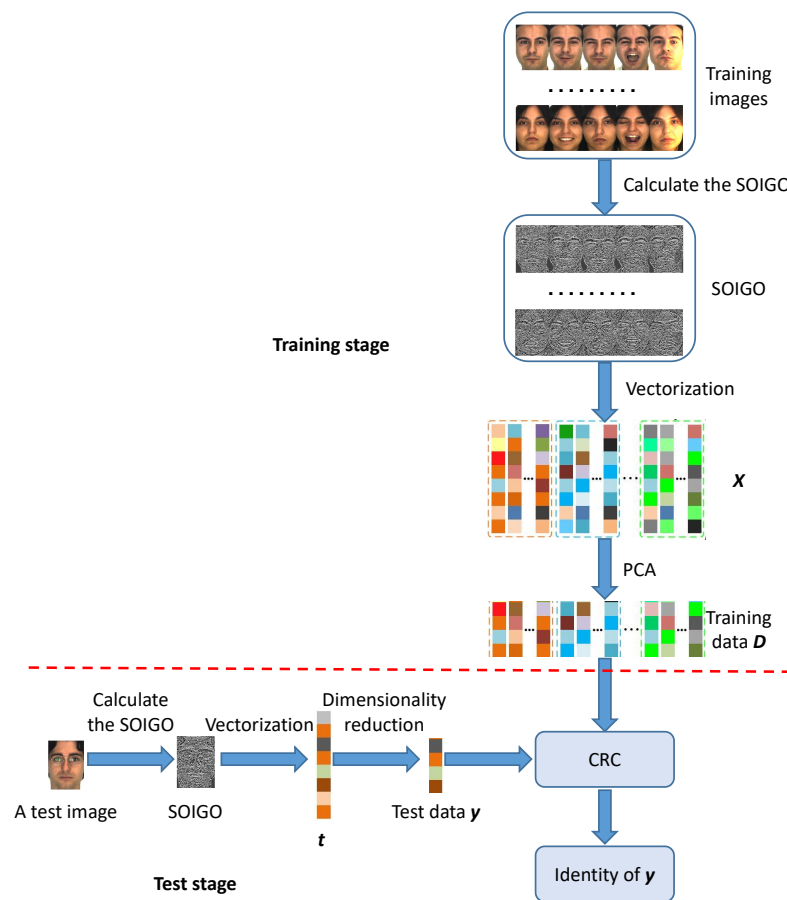 Training
images
Calculate the SOIGO
SOIGO
Training stage
Vectorization
X
PCA
Training
data D
Calculate
the SOIGO
Vectorization
Dimensionality
reduction
CRC
A test image
SOIGO
t
Test data y
Identity of y
Test stage